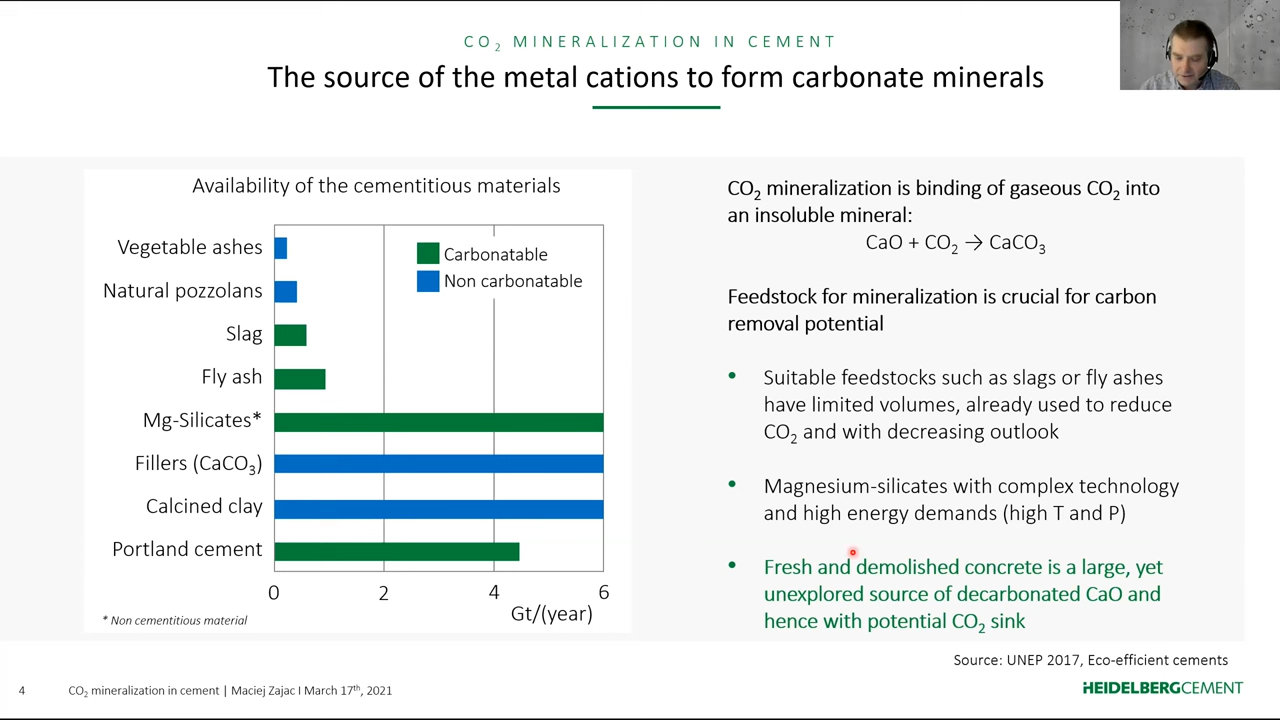 CO₂ MINERALIZATION IN CEMENT
The source of the metal cations to form carbonate minerals
Availability of the cementitious materials
Carbonatable
Non carbonatable
Vegetable ashes
Natural pozzolans
Slag
Fly ash
Mg-Silicates*
Fillers (CaCO₃)
Calcined clay
Portland cement
0 2 4 6
Gt/(year)
* Non cementitious material
CO₂ mineralization is binding of gaseous CO₂ into
an insoluble mineral:
CaO + CO₂ → CaCO₃
Feedstock for mineralization is crucial for carbon
removal potential
• Suitable feedstocks such as slags or fly ashes
have limited volumes, already used to reduce
CO₂ and with decreasing outlook
• Magnesium-silicates with complex technology
and high energy demands (high T and P)
• Fresh and demolished concrete is a large, yet
unexplored source of decarbonated CaO and
hence with potential CO₂ sink
Source: UNEP 2017, Eco-efficient cements
4 CO₂ mineralization in cement | Maciej Zajac I March 17th, 2021
HEIDELBERGCEMENT